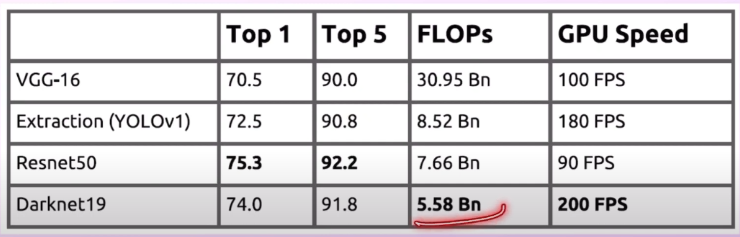 Top 1 Top 5 FLOPs GPU Speed
VGG-16 70.5 90.0 30.95 Bn 100 FPS
Extraction (YOLOv1) 72.5 90.8 8.52 Bn 180 FPS
Resnet50 75.3 92.2 7.66 Bn 90 FPS
Darknet19 74.0 91.8 5.58 Bn 200 FPS